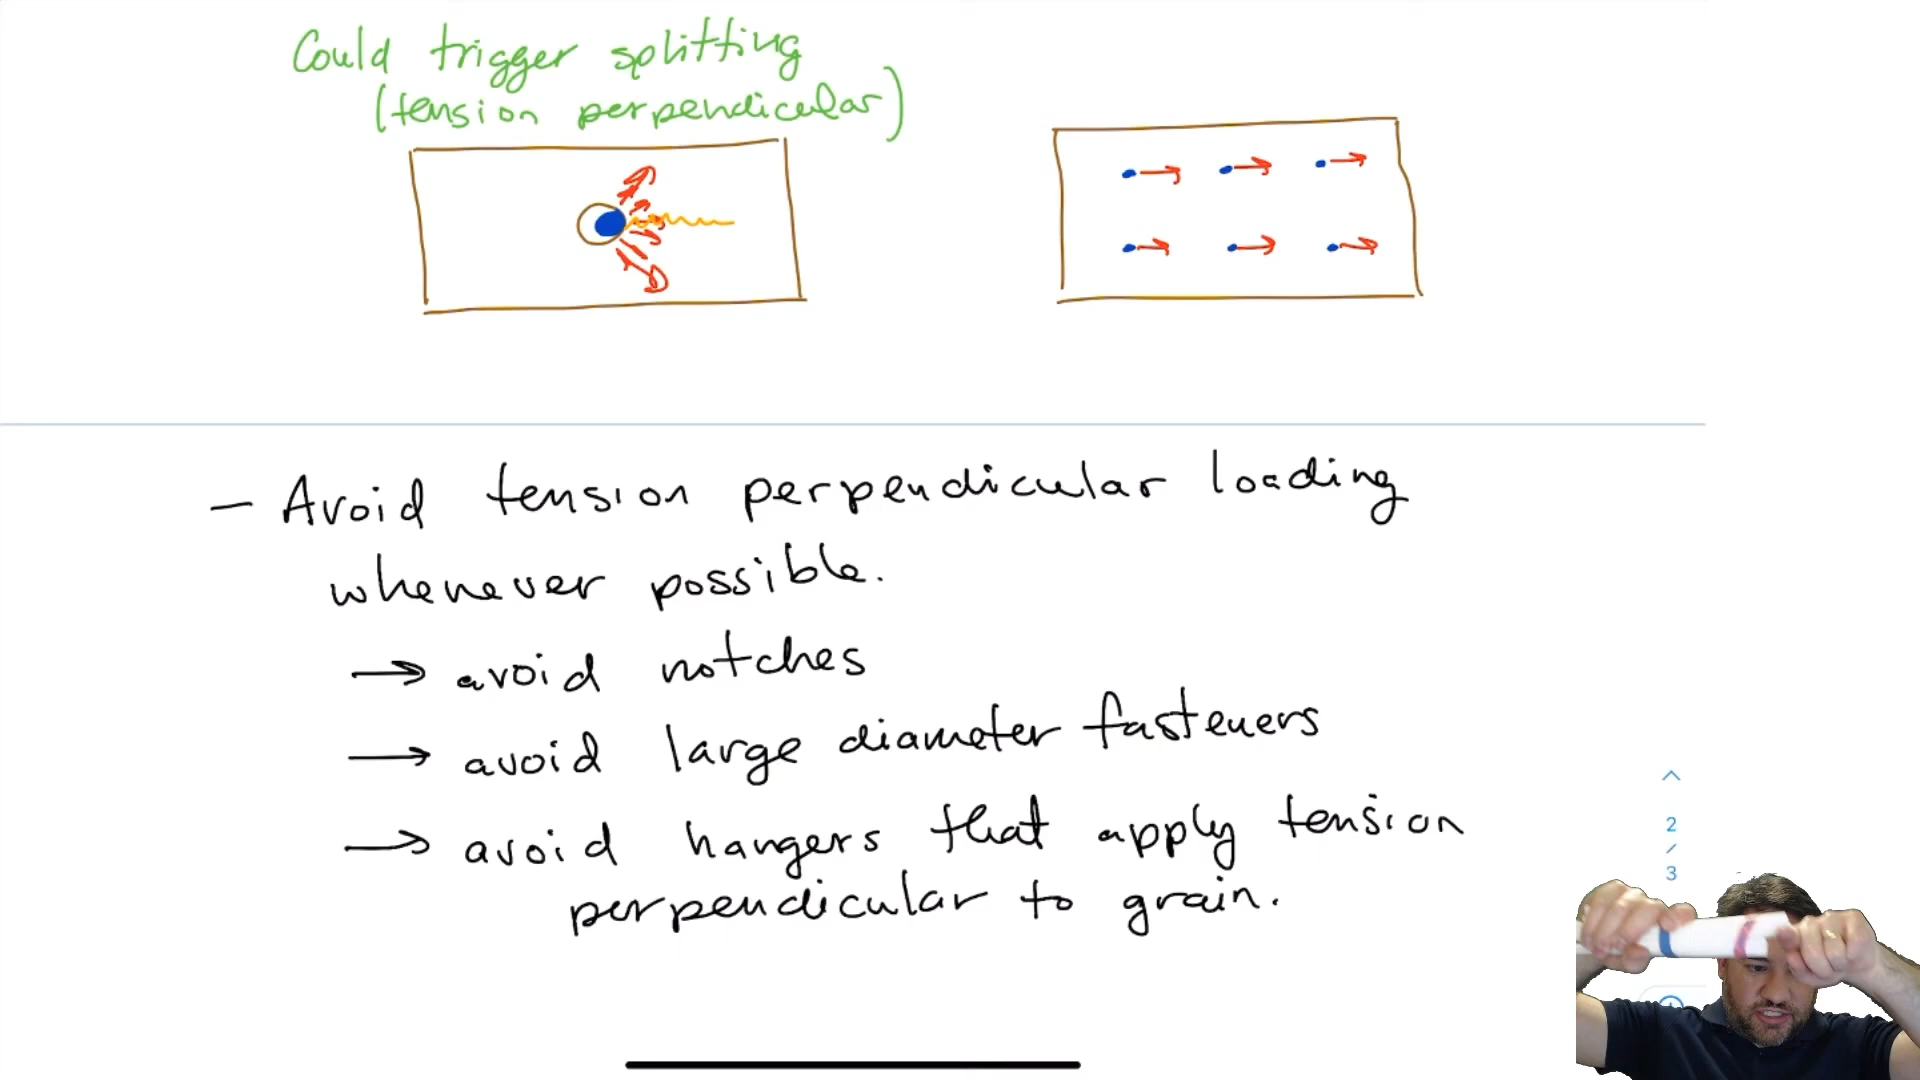 Could trigger splitting
(tension perpendicular)
- Avoid tension perpendicular loading
whenever possible.
→ avoid notches
→ avoid large diameter fasteners
→ avoid hangers that apply tension
perpendicular to grain.
2
/
3